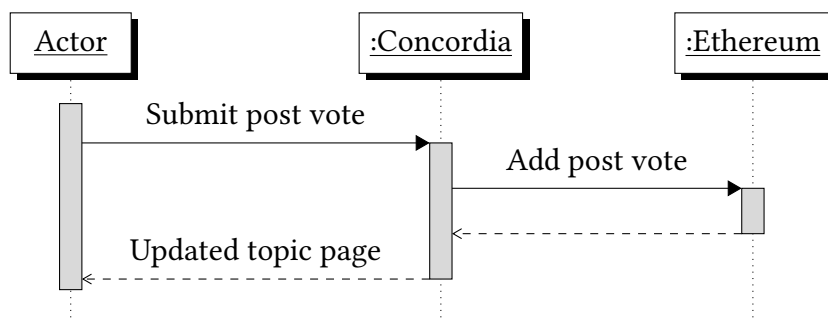 Actor
:Concordia
:Ethereum
Submit post vote
Add post vote
Updated topic page